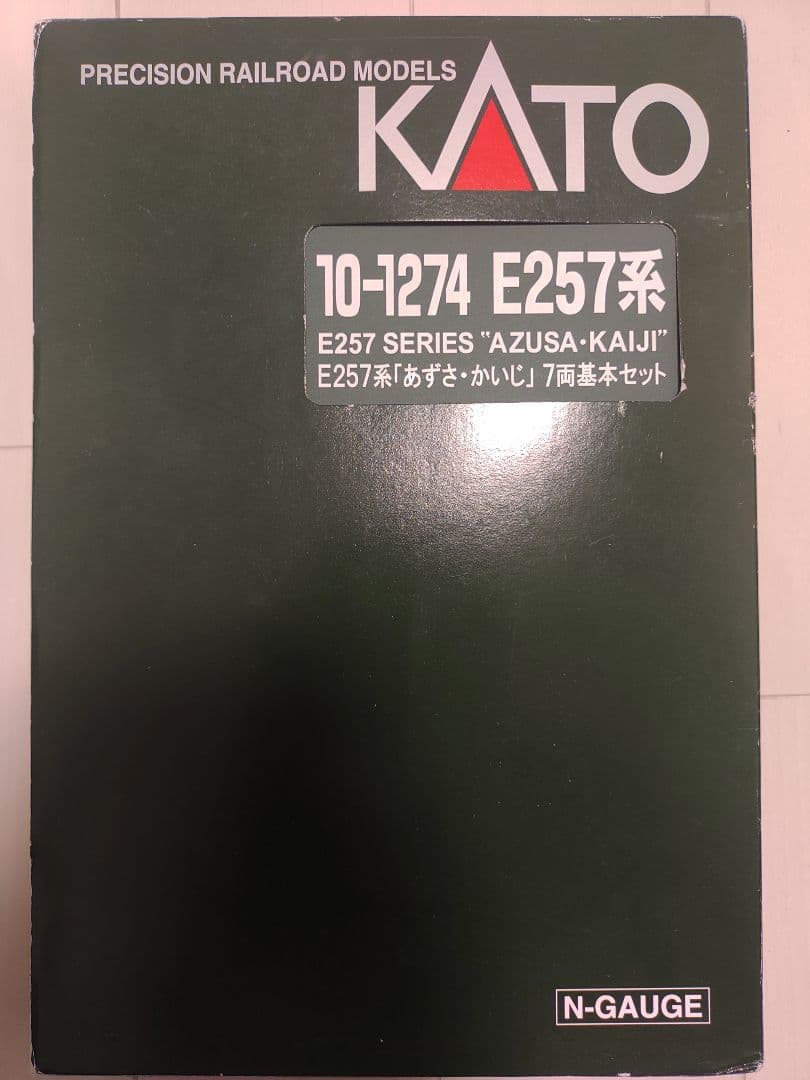 PRECISION RAILROAD MODELS
KATO
10-1274 E257系
E257 SERIES "AZUSA・KAIJI"
E257系「あずさ・かいじ」 7両基本セット
N-GAUGE